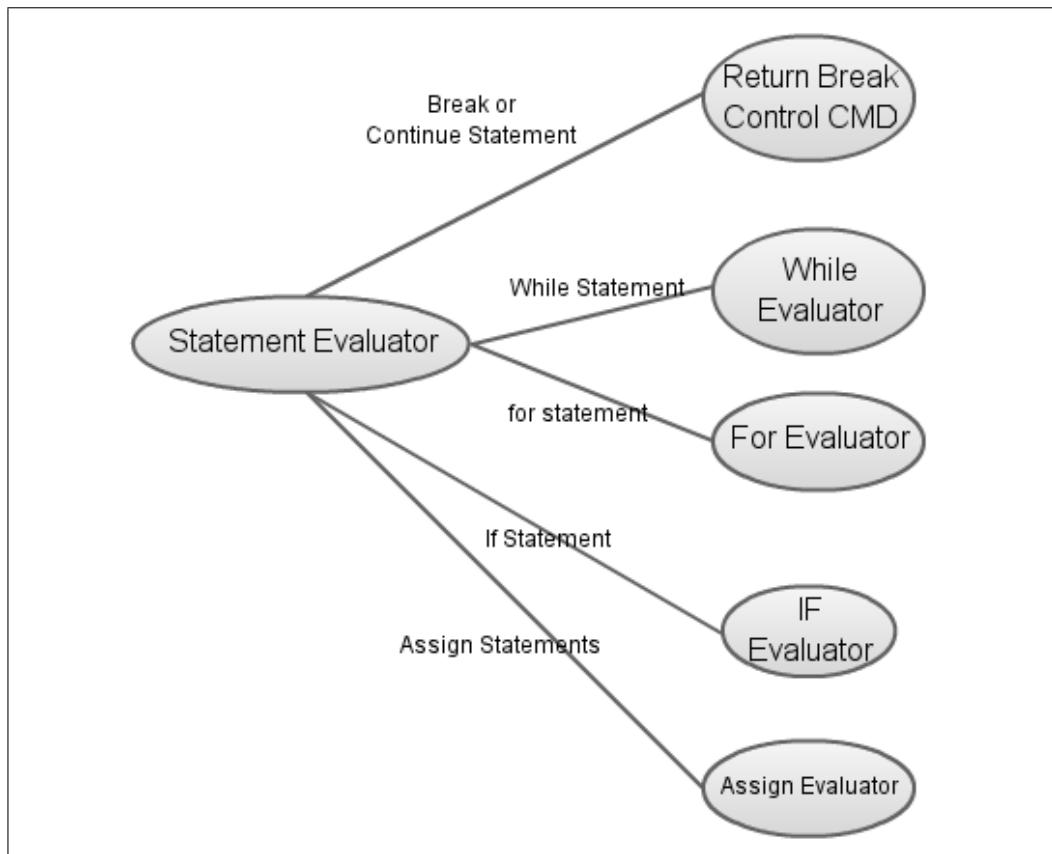 Return Break
Control CMD
Break or
Continue Statement
While
Evaluator
While Statement
Statement Evaluator
for statement
For Evaluator
If Statement
IF
Evaluator
Assign Statements
Assign Evaluator